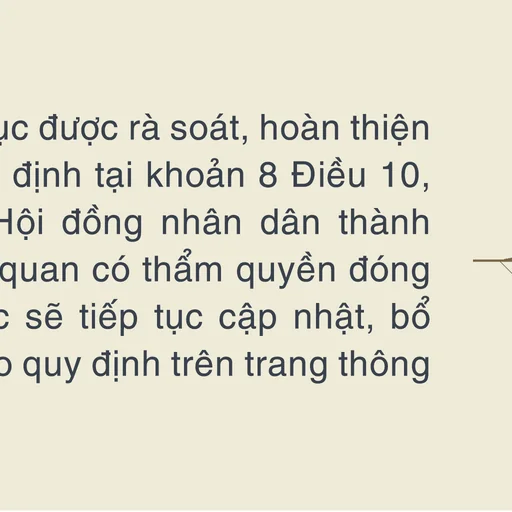 ục được rà soát, hoàn thiện
định tại khoản 8 Điều 10,
Hội đồng nhân dân thành
quan có thẩm quyền đóng
sẽ tiếp tục cập nhật, bổ
quy định trên trang thông